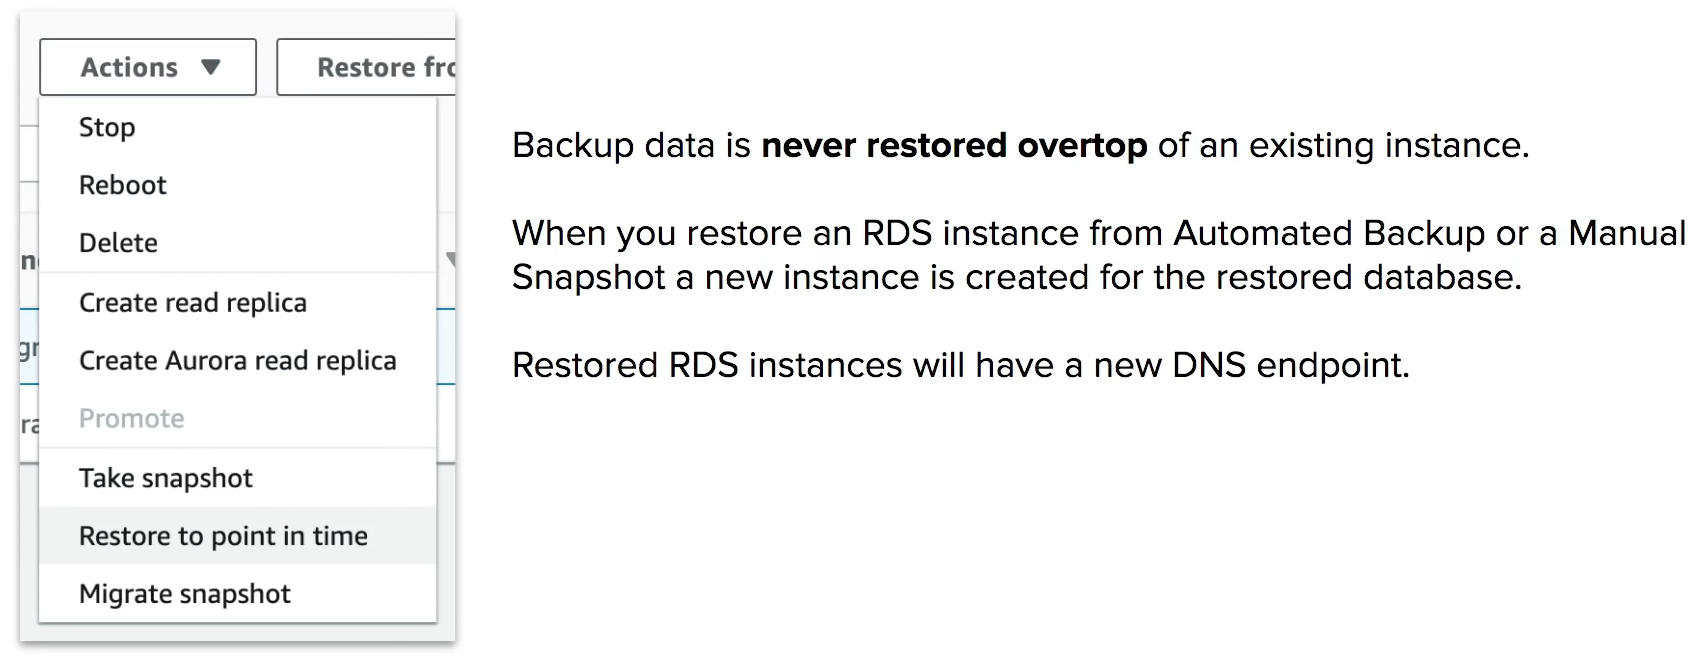 Actions
Restore
Stop
Reboot
Delete
Create read replica
Create Aurora read replica
Promote
Take snapshot
Restore to point in time
Migrate snapshot
Backup data is never restored overtop of an existing instance.
When you restore an RDS instance from Automated Backup or a Manual
Snapshot a new instance is created for the restored database.
Restored RDS instances will have a new DNS endpoint.